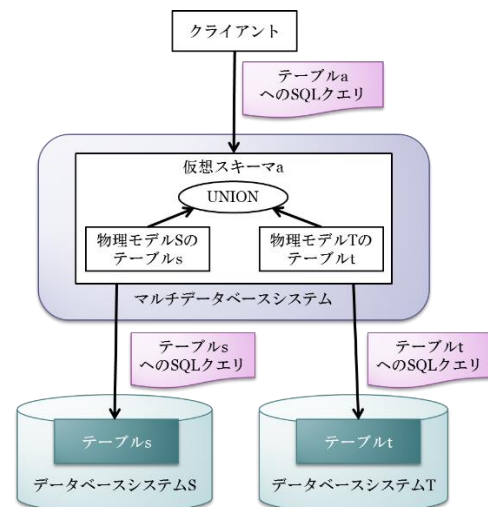 クライアント
テーブルa
へのSQLクエリ
仮想スキーマa
UNION
物理モデルSの
テーブルs
物理モデルTの
テーブルt
マルチデータベースシステム
テーブルs
へのSQLクエリ
テーブルt
へのSQLクエリ
テーブルs
テーブルt
データベースシステムS
データベースシステムT